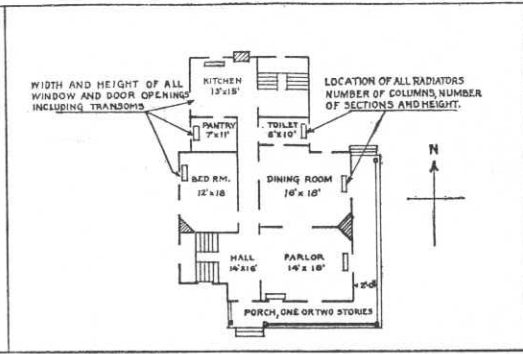 KITCHEN
13'x15'
WIDTH AND HEIGHT OF ALL
WINDOW AND DOOR OPENINGS
INCLUDING TRANSOMS
LOCATION OF ALL RADIATORS
NUMBER OF COLUMNS, NUMBER
OF SECTIONS AND HEIGHT.
PANTRY
7'x11'
TOILET
8'x10'
N
BED RM.
12'x18
DINING ROOM
16'x18'
HALL
14'x16'
PARLOR
14'x18'
PORCH, ONE OR TWO STORIES